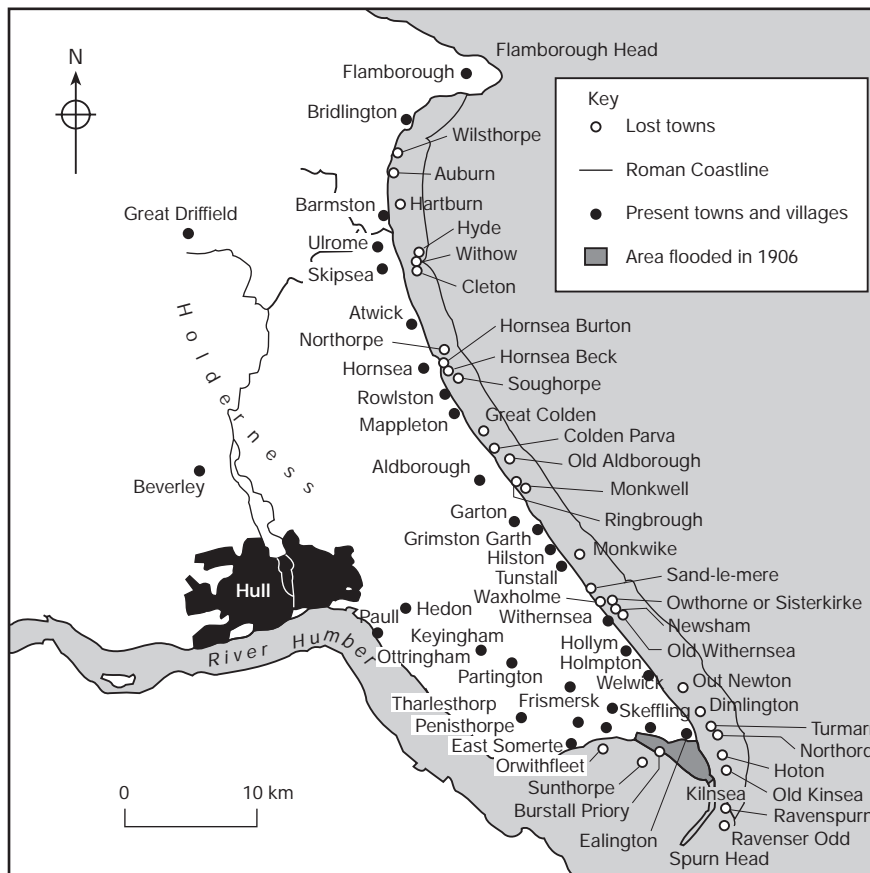 Flamborough Head
N
Flamborough
Key
Lost towns
Roman Coastline
Present towns and villages
Area flooded in 1906
Bridlington
Wilsthorpe
Auburn
Hartburn
Barmston
Great Driffield
Hyde
Ulrome
Withow
Skipsea
Cleton
Holderness
Atwick
Hornsea Burton
Northorpe
Hornsea Beck
Hornsea
Soughorpe
Rowlston
Great Colden
Mappleton
Colden Parva
Old Aldborough
Aldborough
Beverley
Monkwell
Garton
Ringbrough
Grimston Garth
Hilston
Monkwike
Tunstall
Sand-le-mere
Hull
Waxholme
Owthorne or Sisterkirke
Hedon
Withernsea
Newsham
Paull
Keyingham
Hollym
Old Withernsea
River Humber
Ottringham
Holmpton
Partington
Welwick
Out Newton
Frismersk
Dimlington
Tharlesthorp
Skeffling
Turmarr
Penisthorpe
Northorp
East Somerte
Hoton
Orwithfleet
Sunthorpe
Kilnsea
Old Kinsea
0
10 km
Burstall Priory
Ravenspurn
Ealington
Ravenser Odd
Spurn Head